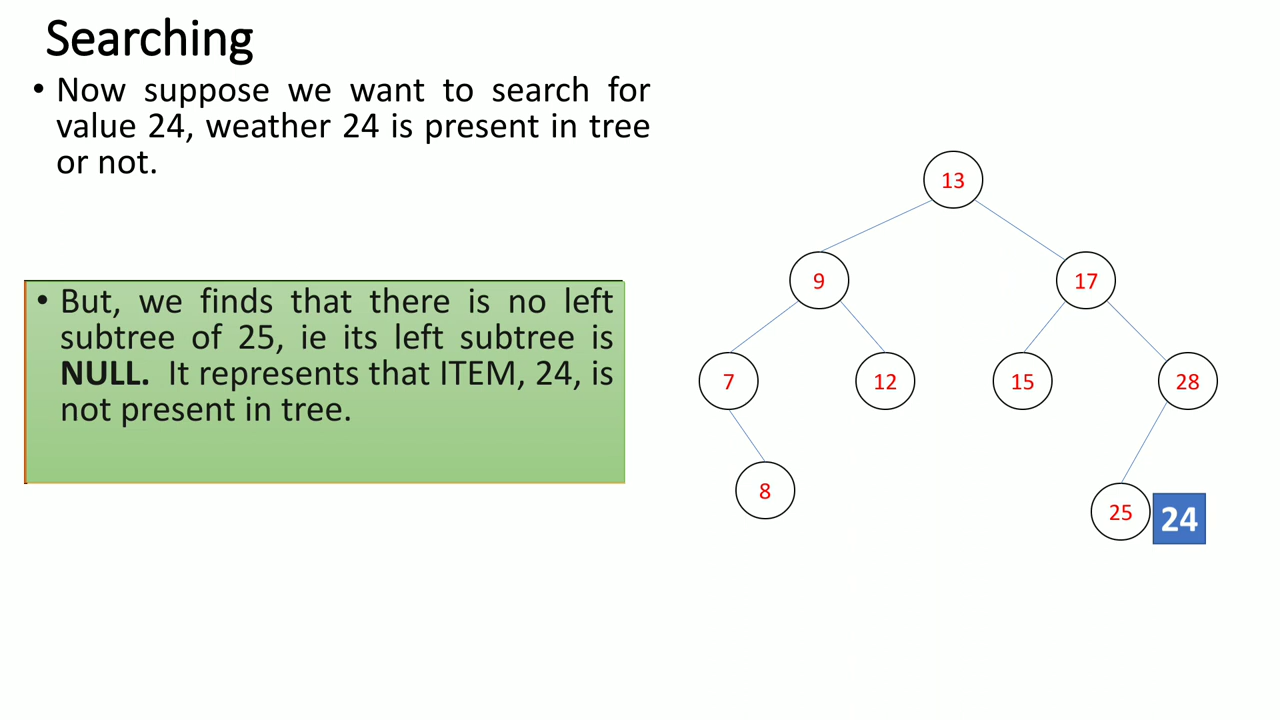 Searching
• Now suppose we want to search for
value 24, weather 24 is present in tree
or not.
• But, we finds that there is no left
subtree of 25, ie its left subtree is
NULL. It represents that ITEM, 24, is
not present in tree.
13
9 17
7 12 15 28
8 25 24